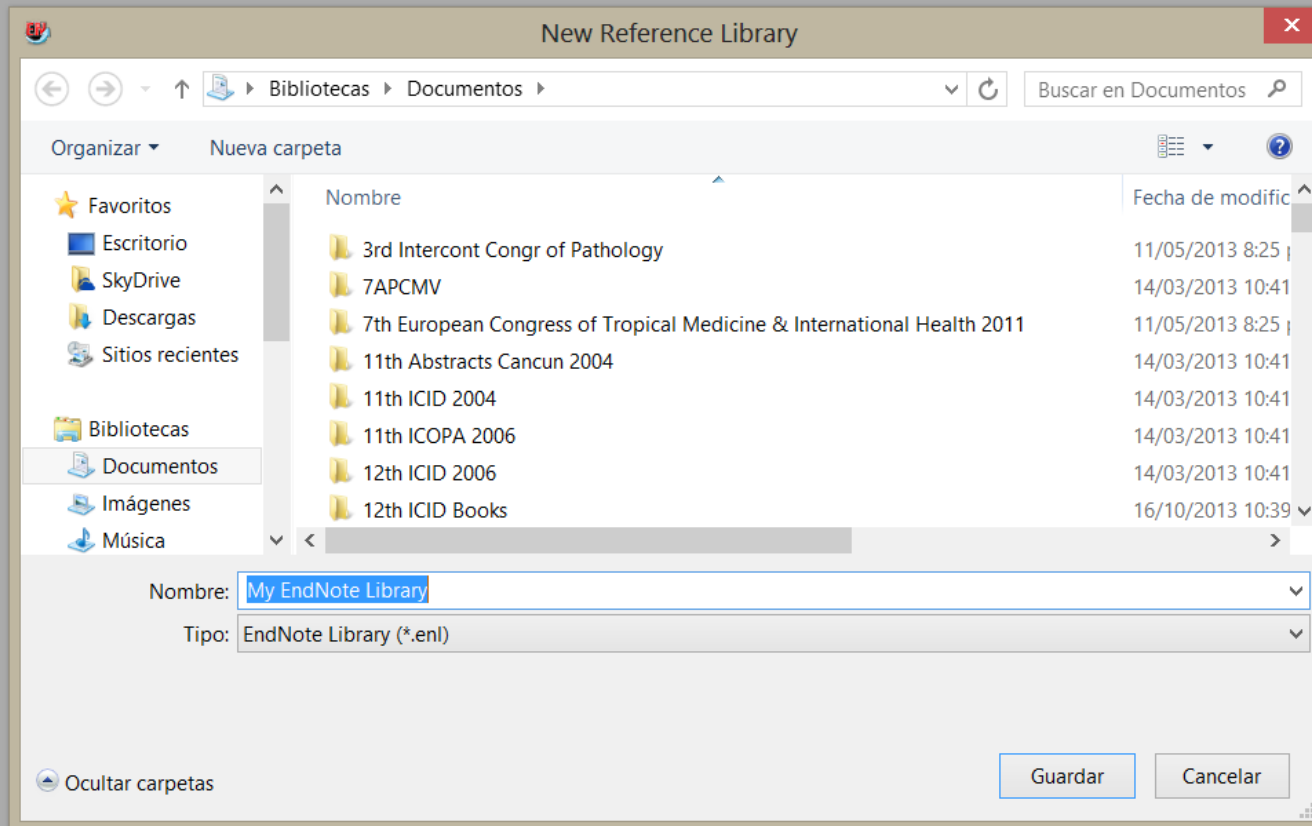 New Reference Library
Bibliotecas Documentos
Buscar en Documentos
Organizar Nueva carpeta
Favoritos
Escritorio
SkyDrive
Descargas
Sitios recientes
Bibliotecas
Documentos
Imágenes
Música
Nombre Fecha de modific
3rd Intercont Congr of Pathology 11/05/2013 8:25 p
7APCMV 14/03/2013 10:41
7th European Congress of Tropical Medicine & International Health 2011 11/05/2013 8:25 p
11th Abstracts Cancun 2004 14/03/2013 10:41
11th ICID 2004 14/03/2013 10:41
11th ICOPA 2006 14/03/2013 10:41
12th ICID 2006 14/03/2013 10:41
12th ICID Books 16/10/2013 10:39
Nombre: My EndNote Library
Tipo: EndNote Library (*.enl)
Ocultar carpetas
Guardar Cancelar